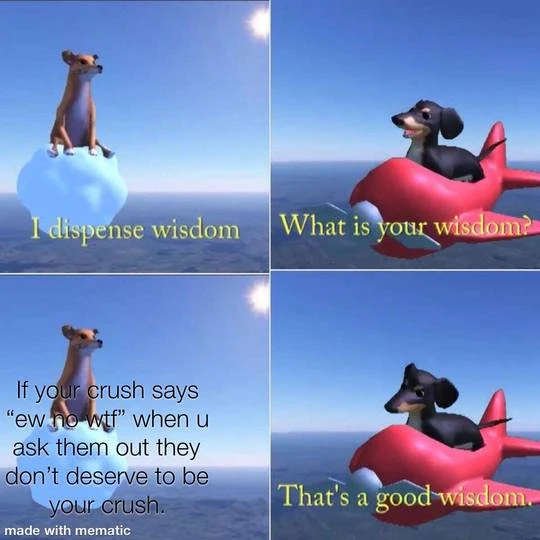 I dispense wisdom
What is your wisdom?
If your crush says
“ew no wtf” when u
ask them out they
don’t deserve to be
your crush.
made with mematic
That's a good wisdom.